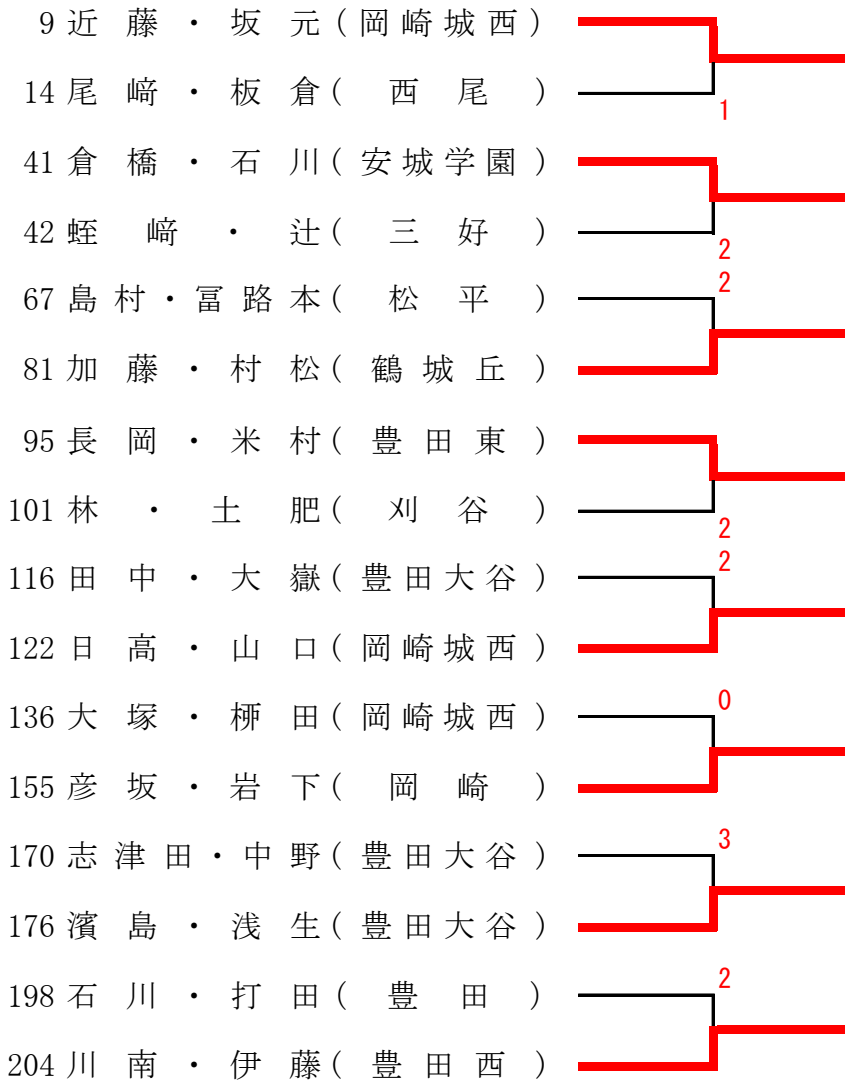 9 近藤・坂元(岡崎城西)
14 尾﨑・板倉(西尾)
1
41 倉橋・石川(安城学園)
42 蛭﨑・辻(三好)
2
67 島村・冨路本(松平)
2
81 加藤・村松(鶴城丘)
95 長岡・米村(豊田東)
101 林・土肥(刈谷)
2
116 田中・大嶽(豊田大谷)
2
122 日高・山口(岡崎城西)
136 大塚・桺田(岡崎城西)
0
155 彦坂・岩下(岡崎)
170 志津田・中野(豊田大谷)
3
176 濱島・浅生(豊田大谷)
198 石川・打田(豊田)
2
204 川南・伊藤(豊田西)